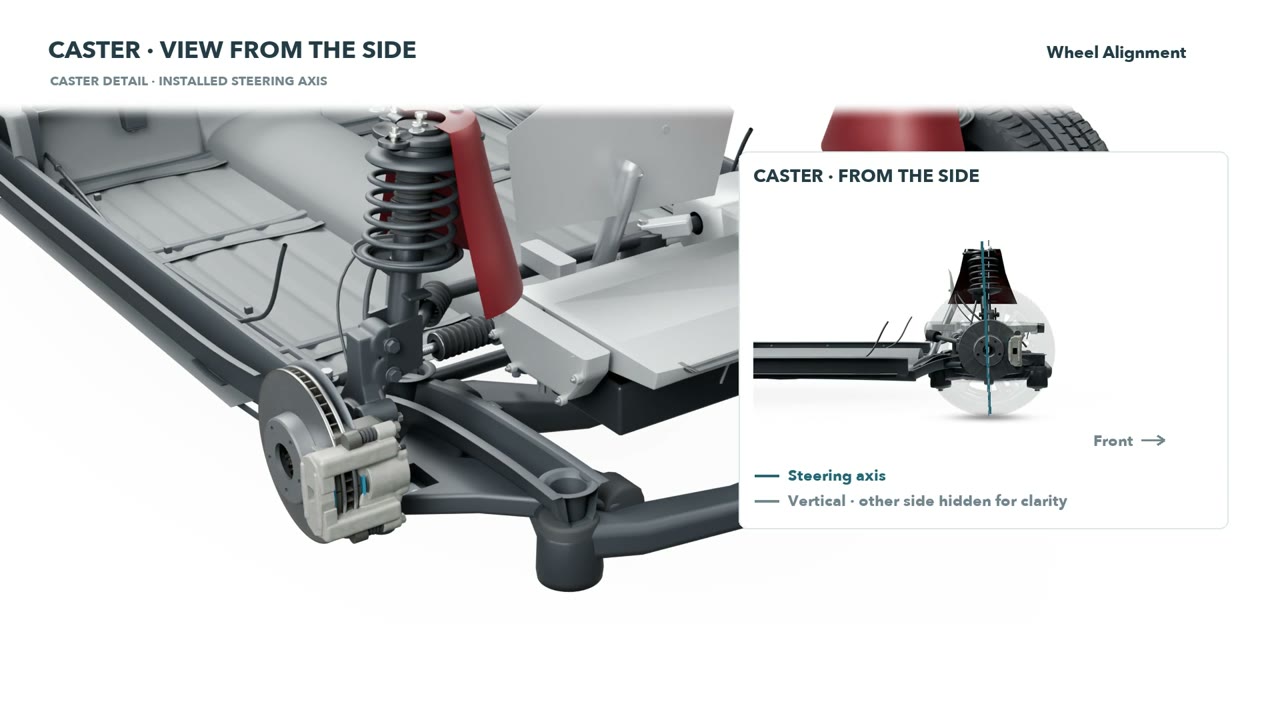 CASTER · VIEW FROM THE SIDE
CASTER DETAIL · INSTALLED STEERING AXIS
Wheel Alignment
CASTER · FROM THE SIDE
Front
Steering axis
Vertical · other side hidden for clarity